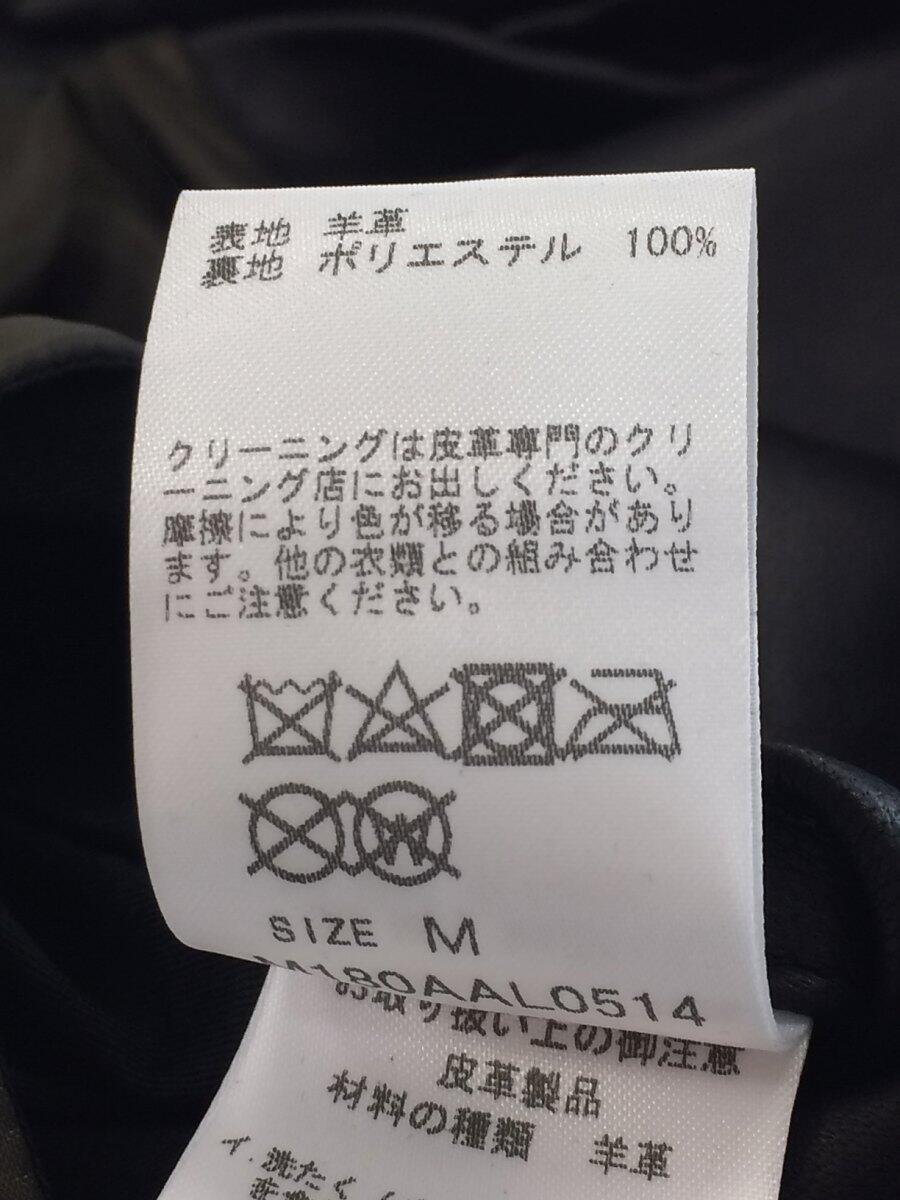 表地 羊革
裏地 ポリエステル 100%
クリーニングは皮革専門のクリ
ーニング店にお出しください。
摩擦により色が移る場合があり
ます。他の衣類との組み合わせ
にご注意ください。
W
SIZE M
M180AAL0514
お取り扱い上の御注意
皮革製品
材料の種類 羊革
イ.洗たく